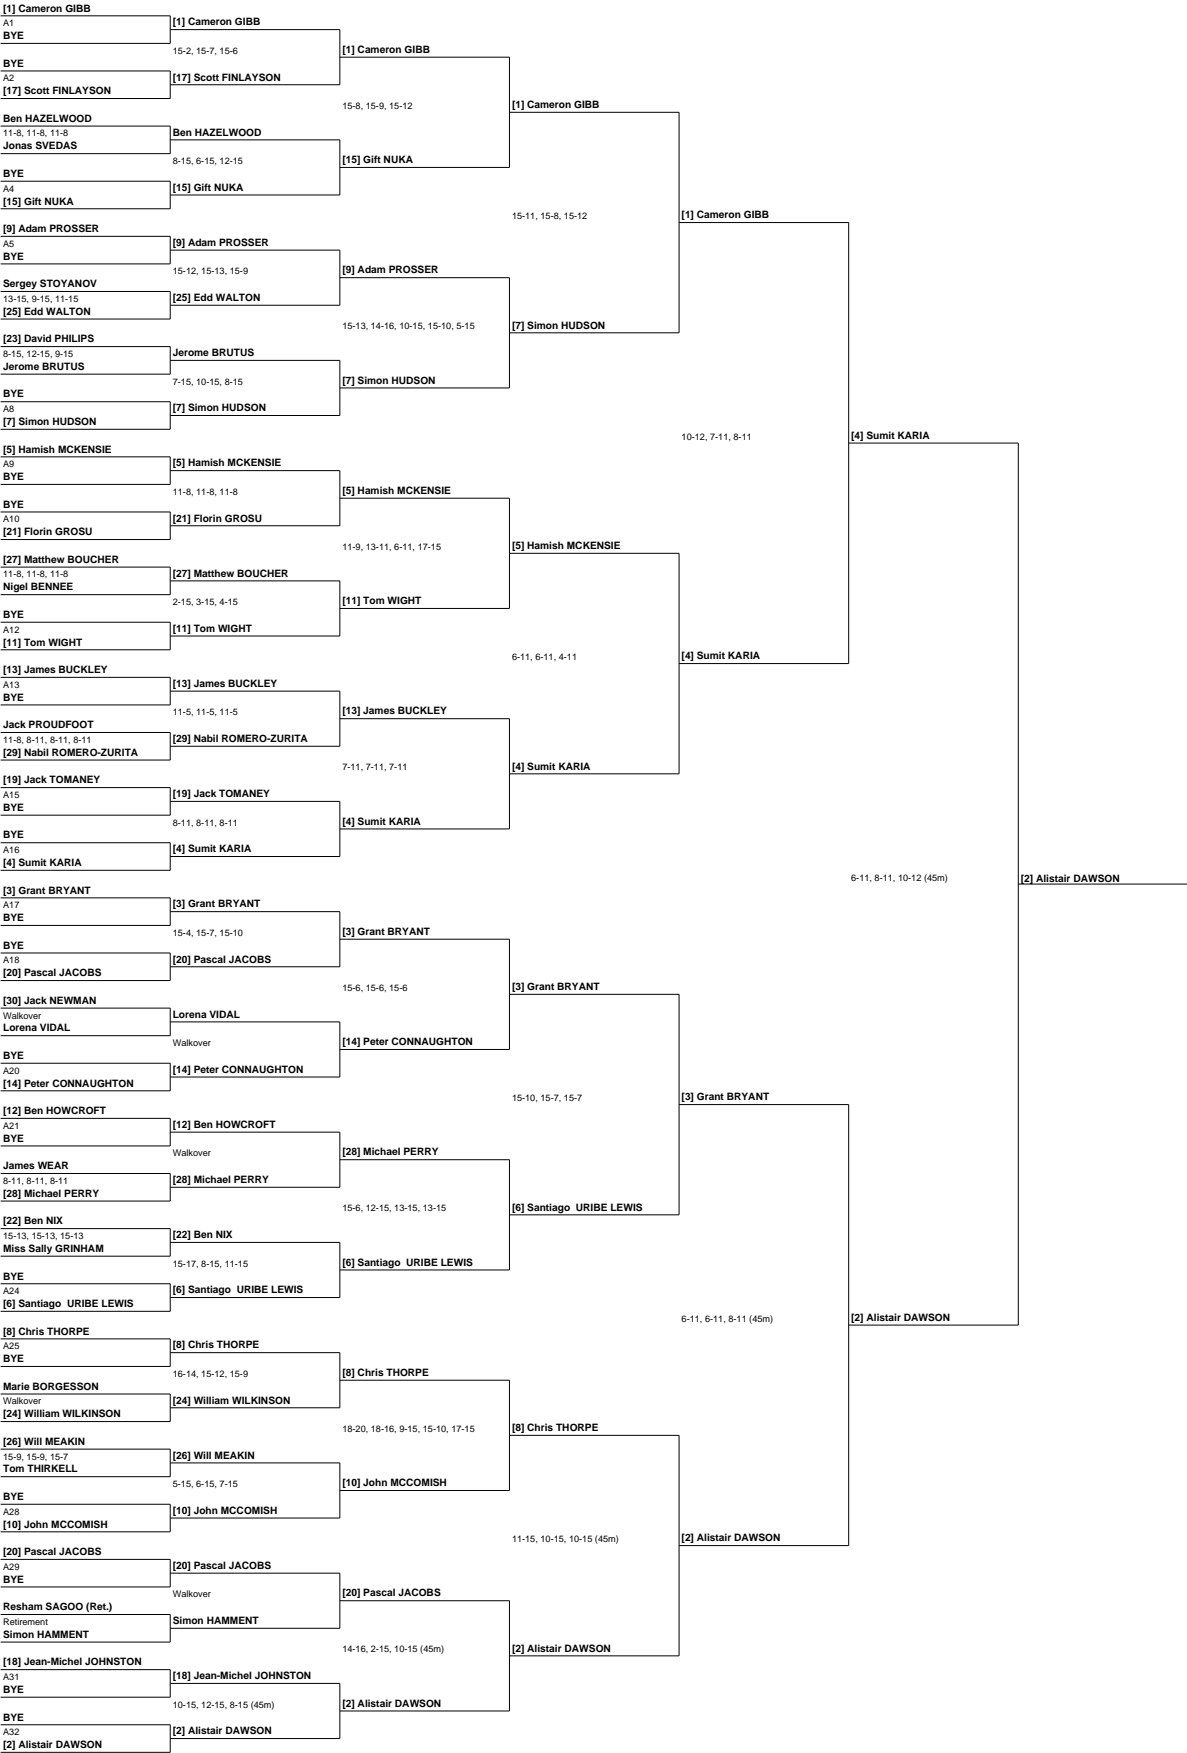 [1] Cameron GIBB
A1
BYE
BYE
A2
[17] Scott FINLAYSON
Ben HAZELWOOD
11-8, 11-8, 11-8
Jonas SVEDAS
BYE
A4
[15] Gift NUKA
[9] Adam PROSSER
A5
BYE
Sergey STOYANOV
13-15, 9-15, 11-15
[25] Edd WALTON
[23] David PHILIPS
8-15, 12-15, 9-15
Jerome BRUTUS
BYE
A8
[7] Simon HUDSON
[5] Hamish MCKENSIE
A9
BYE
BYE
A10
[21] Florin GROSU
[27] Matthew BOUCHER
11-8, 11-8, 11-8
Nigel BENNEE
BYE
A12
[11] Tom WIGHT
[13] James BUCKLEY
A13
BYE
Jack PROUDFOOT
11-8, 8-11, 8-11, 8-11
[29] Nabil ROMERO-ZURITA
[19] Jack TOMANEY
A15
BYE
BYE
A16
[4] Sumit KARIA
[3] Grant BRYANT
A17
BYE
BYE
A18
[20] Pascal JACOBS
[30] Jack NEWMAN
Walkover
Lorena VIDAL
BYE
A20
[14] Peter CONNAUGHTON
[12] Ben HOWCROFT
A21
BYE
James WEAR
8-11, 8-11, 8-11
[28] Michael PERRY
[22] Ben NIX
15-13, 15-13, 15-13
Miss Sally GRINHAM
BYE
A24
[6] Santiago  URIBE LEWIS
[8] Chris THORPE
A25
BYE
Marie BORGESSON
Walkover
[24] William WILKINSON
[26] Will MEAKIN
15-9, 15-9, 15-7
Tom THIRKELL
BYE
A28
[10] John MCCOMISH
[20] Pascal JACOBS
A29
BYE
Resham SAGOO (Ret.)
Retirement
Simon HAMMENT
[18] Jean-Michel JOHNSTON
A31
BYE
BYE
A32
[2] Alistair DAWSON
[1] Cameron GIBB
15-2, 15-7, 15-6
[17] Scott FINLAYSON
Ben HAZELWOOD
8-15, 6-15, 12-15
[15] Gift NUKA
[9] Adam PROSSER
15-12, 15-13, 15-9
[25] Edd WALTON
Jerome BRUTUS
7-15, 10-15, 8-15
[7] Simon HUDSON
[5] Hamish MCKENSIE
11-8, 11-8, 11-8
[21] Florin GROSU
[27] Matthew BOUCHER
2-15, 3-15, 4-15
[11] Tom WIGHT
[13] James BUCKLEY
11-5, 11-5, 11-5
[29] Nabil ROMERO-ZURITA
[19] Jack TOMANEY
8-11, 8-11, 8-11
[4] Sumit KARIA
[3] Grant BRYANT
15-4, 15-7, 15-10
[20] Pascal JACOBS
Lorena VIDAL
Walkover
[14] Peter CONNAUGHTON
[12] Ben HOWCROFT
Walkover
[28] Michael PERRY
[22] Ben NIX
15-17, 8-15, 11-15
[6] Santiago  URIBE LEWIS
[8] Chris THORPE
16-14, 15-12, 15-9
[24] William WILKINSON
[26] Will MEAKIN
5-15, 6-15, 7-15
[10] John MCCOMISH
[20] Pascal JACOBS
Walkover
Simon HAMMENT
[18] Jean-Michel JOHNSTON
10-15, 12-15, 8-15 (45m)
[2] Alistair DAWSON
[1] Cameron GIBB
15-8, 15-9, 15-12
[15] Gift NUKA
[9] Adam PROSSER
15-13, 14-16, 10-15, 15-10, 5-15
[7] Simon HUDSON
[5] Hamish MCKENSIE
11-9, 13-11, 6-11, 17-15
[11] Tom WIGHT
[13] James BUCKLEY
7-11, 7-11, 7-11
[4] Sumit KARIA
[3] Grant BRYANT
15-6, 15-6, 15-6
[14] Peter CONNAUGHTON
[28] Michael PERRY
15-6, 12-15, 13-15, 13-15
[6] Santiago  URIBE LEWIS
[8] Chris THORPE
18-20, 18-16, 9-15, 15-10, 17-15
[10] John MCCOMISH
[20] Pascal JACOBS
14-16, 2-15, 10-15 (45m)
[2] Alistair DAWSON
[1] Cameron GIBB
15-11, 15-8, 15-12
[7] Simon HUDSON
[5] Hamish MCKENSIE
6-11, 6-11, 4-11
[4] Sumit KARIA
[3] Grant BRYANT
15-10, 15-7, 15-7
[6] Santiago  URIBE LEWIS
[8] Chris THORPE
11-15, 10-15, 10-15 (45m)
[2] Alistair DAWSON
[1] Cameron GIBB
10-12, 7-11, 8-11
[4] Sumit KARIA
[3] Grant BRYANT
6-11, 6-11, 8-11 (45m)
[2] Alistair DAWSON
[4] Sumit KARIA
6-11, 8-11, 10-12 (45m)
[2] Alistair DAWSON
[2] Alistair DAWSON